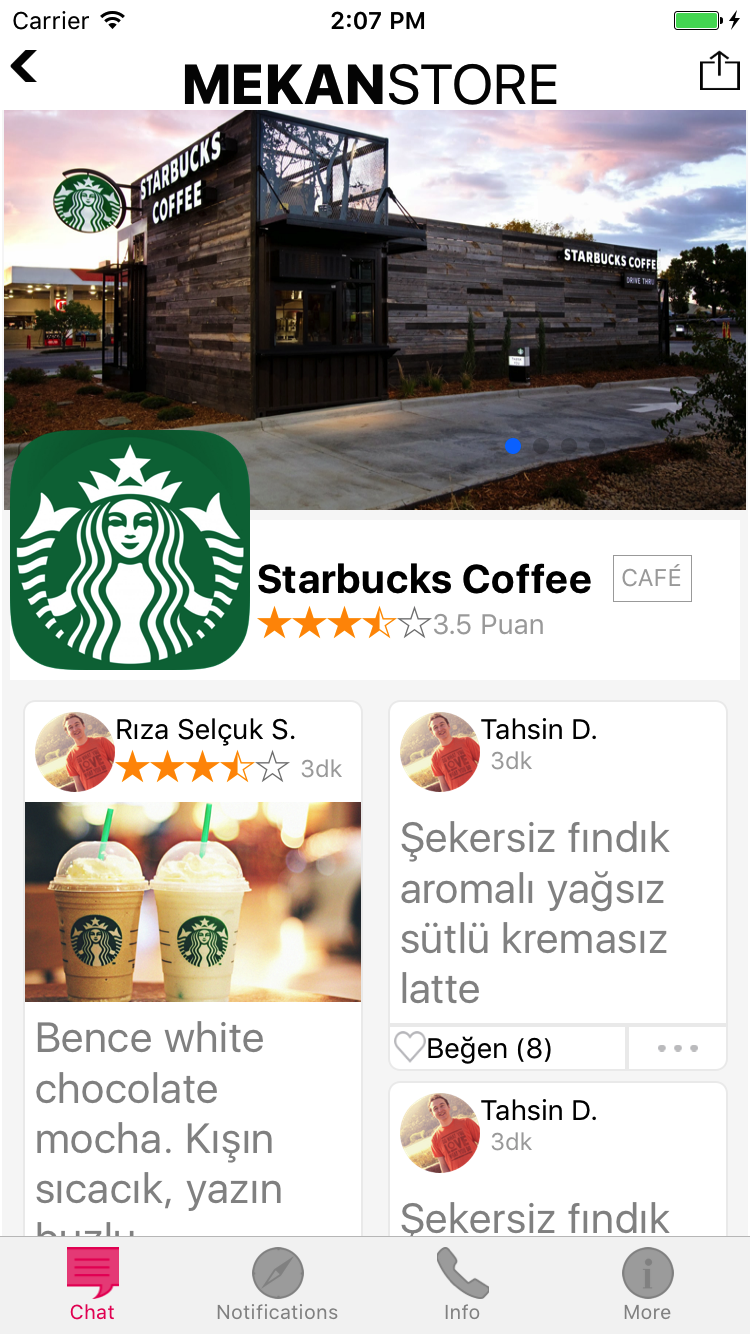 Carrier
2:07 PM
MEKANSTORE
STARBUCKS
COFFEE
STARBUCKS COFFE
DRIVE THRU
Starbucks Coffee
CAFÉ
3.5 Puan
Rıza Selçuk S.
3dk
Bence white
chocolate
mocha. Kışın
sıcacık, yazın
buzlu
Tahsin D.
3dk
Şekersiz fındık
aromalı yağsız
sütlü kremasız
latte
Beğen (8)
Tahsin D.
3dk
Şekersiz fındık
Chat
Notifications
Info
More